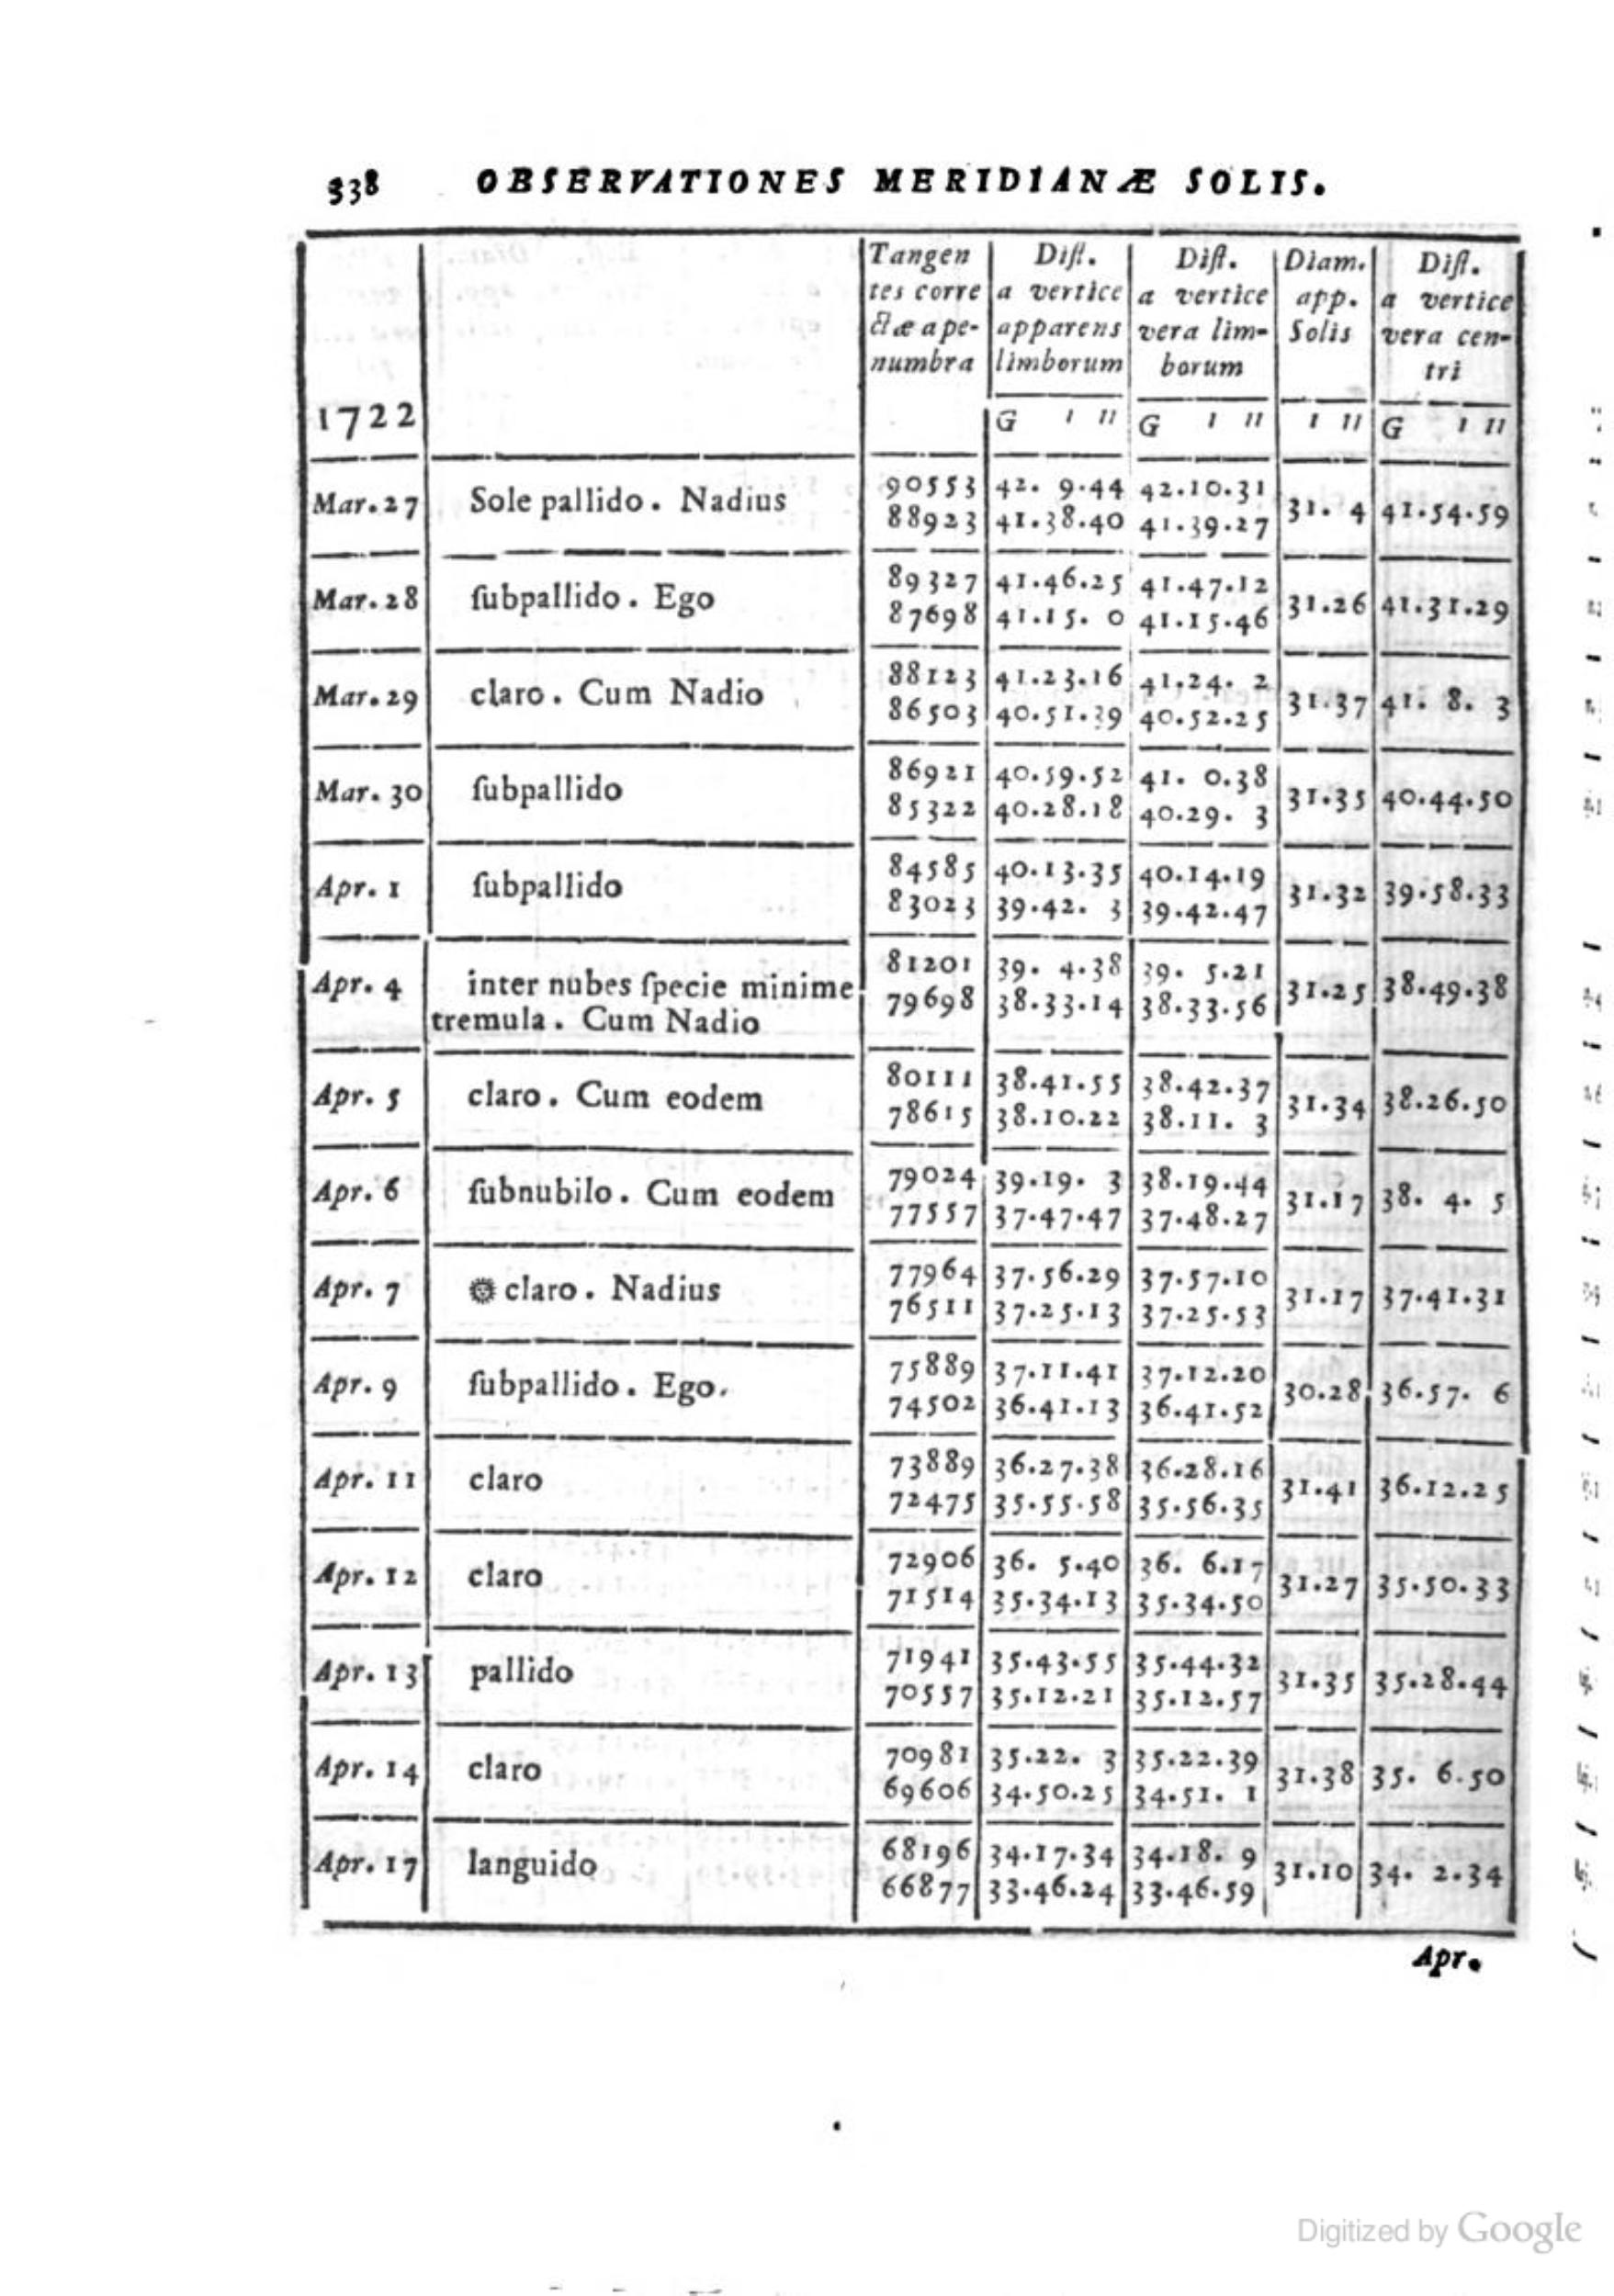 338 OBSERVATIONES MERIDIANÆ SOLIS.
1722
Tangen
tes corre
ctæ a pe-
numbra
Dist.
a vertice
apparens
limborum
G ı ıı
Dist.
a vertice
vera lim-
borum
G ı ıı
Diam.
app.
Solis
ı ıı
Dist.
a vertice
vera cen-
tri
G ı ıı
Mar. 27 Sole pallido. Nadius
90553 42. 9.44 42.10.31
88923 41.38.40 41.39.27
31. 4 41.54.59
Mar. 28 ſubpallido. Ego
89327 41.46.25 41.47.12
87698 41.15. 0 41.15.46
31.26 41.31.29
Mar. 29 claro. Cum Nadio
88123 41.23.16 41.24. 2
86503 40.51.39 40.52.25
31.37 41. 8. 3
Mar. 30 ſubpallido
86921 40.59.52 41. 0.38
85322 40.28.18 40.29. 3
31.35 40.44.50
Apr. 1 ſubpallido
84585 40.13.35 40.14.19
83023 39.42. 3 39.42.47
31.32 39.58.33
Apr. 4 inter nubes ſpecie minime
tremula. Cum Nadio
81201 39. 4.38 39. 5.21
79698 38.33.14 38.33.56
31.25 38.49.38
Apr. 5 claro. Cum eodem
80111 38.41.55 38.42.37
78615 38.10.22 38.11. 3
31.34 38.26.50
Apr. 6 ſubnubilo. Cum eodem
79024 39.19. 3 38.19.44
77557 37.47.47 37.48.27
31.17 38. 4. 5
Apr. 7 claro. Nadius
77964 37.56.29 37.57.10
76511 37.25.13 37.25.53
31.17 37.41.31
Apr. 9 ſubpallido. Ego.
75889 37.11.41 37.12.20
74502 36.41.13 36.41.52
30.28 36.57. 6
Apr. 11 claro
73889 36.27.38 36.28.16
72475 35.55.58 35.56.35
31.41 36.12.25
Apr. 12 claro
72906 36. 5.40 36. 6.17
71514 35.34.13 35.34.50
31.27 35.50.33
Apr. 13 pallido
71941 35.43.55 35.44.32
70557 35.12.21 35.12.57
31.35 35.28.44
Apr. 14 claro
70981 35.22. 3 35.22.39
69606 34.50.25 34.51. 1
31.38 35. 6.50
Apr. 17 languido
68196 34.17.34 34.18. 9
66877 33.46.24 33.46.59
31.10 34. 2.34
Apr.
Digitized by Google